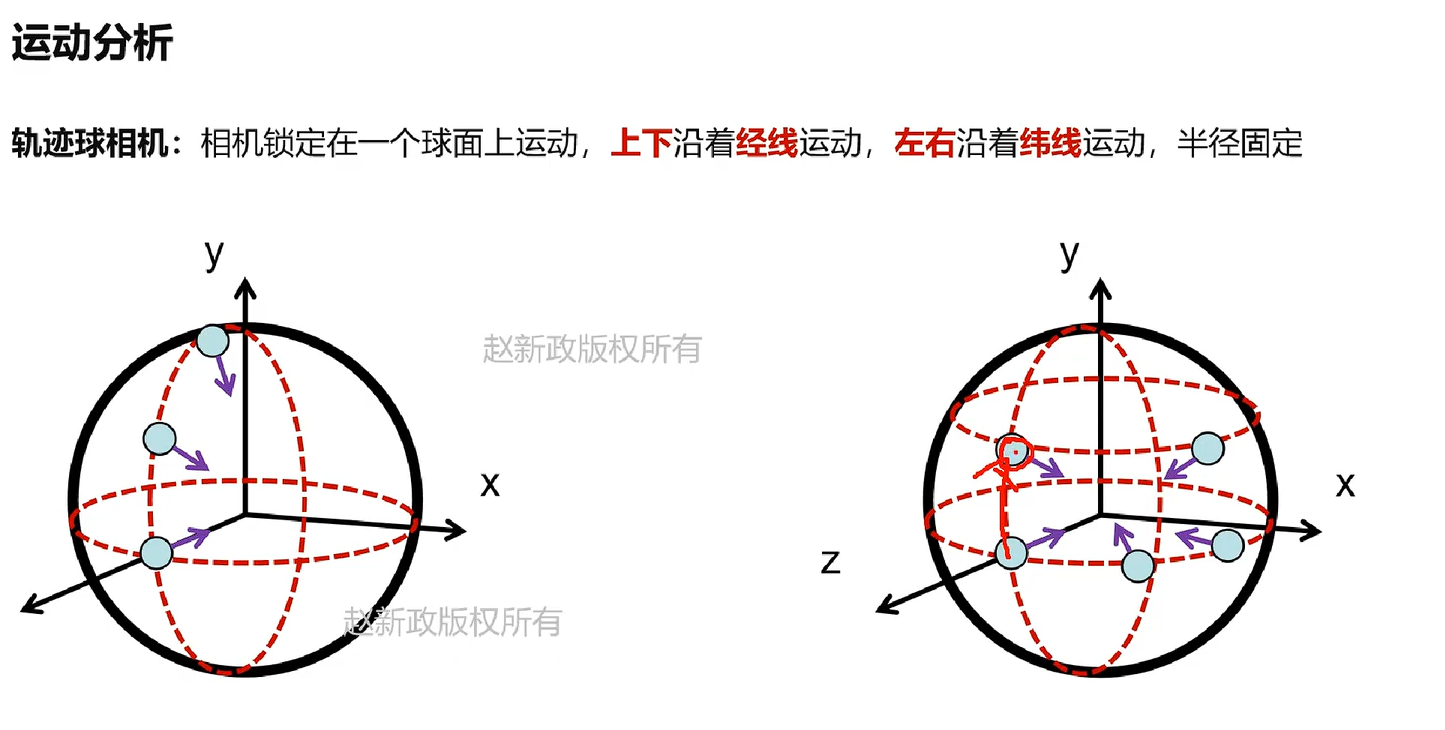 运动分析
轨迹球相机：相机锁定在一个球面上运动，上下沿着经线运动，左右沿着纬线运动，半径固定
y
y
赵新政版权所有
x
x
z
赵新政版权所有